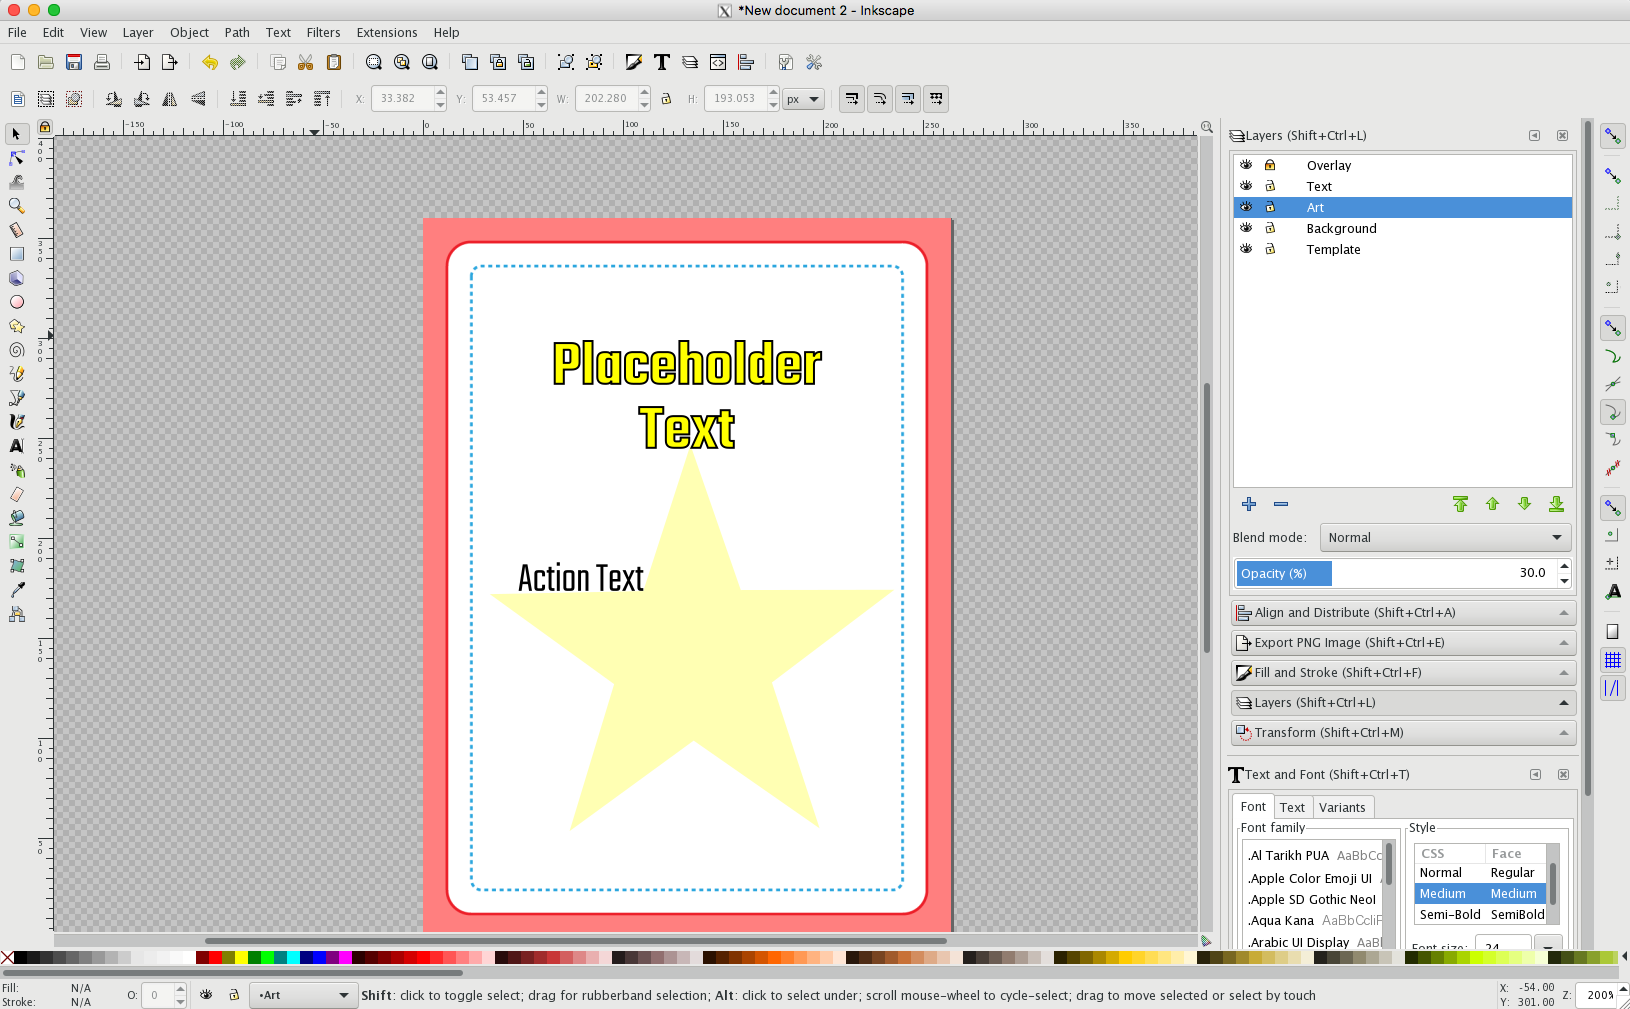 *New document 2 - Inkscape
File Edit View Layer Object Path Text Filters Extensions Help
X: 33.382 Y: 53.457 W: 202.280 H: 193.053 px
-150 -100 -50 0 50 100 150 200 250 300 350
Layers (Shift+Ctrl+L)
Overlay
Text
Art
Background
Template
Placeholder
Text
Action Text
Blend mode: Normal
Opacity (%) 30.0
Align and Distribute (Shift+Ctrl+A)
Export PNG Image (Shift+Ctrl+E)
Fill and Stroke (Shift+Ctrl+F)
Layers (Shift+Ctrl+L)
Transform (Shift+Ctrl+M)
Text and Font (Shift+Ctrl+T)
Font Text Variants
Font family Style
CSS Face
.Al Tarikh PUA AaBbCc
Normal Regular
.Apple Color Emoji UI
Medium Medium
.Apple SD Gothic NeoI
Semi-Bold SemiBold
.Aqua Kana AaBbCcIiF
.Arabic UI Display AaBl
Font size: 24
Fill: N/A
Stroke: N/A
O: 0
•Art
Shift: click to toggle select; drag for rubberband selection; Alt: click to select under; scroll mouse-wheel to cycle-select; drag to move selected or select by touch
X: -54.00
Y: 301.00
Z: 200%